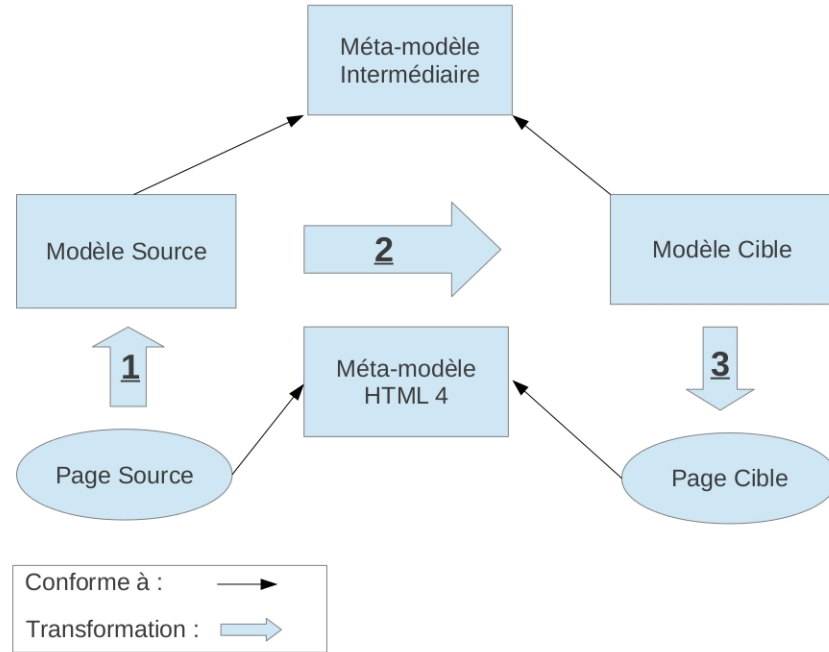 Méta-modèle
Intermédiaire
Modèle Source
2
Modèle Cible
1
Méta-modèle
HTML 4
3
Page Source
Page Cible
Conforme à :
Transformation :